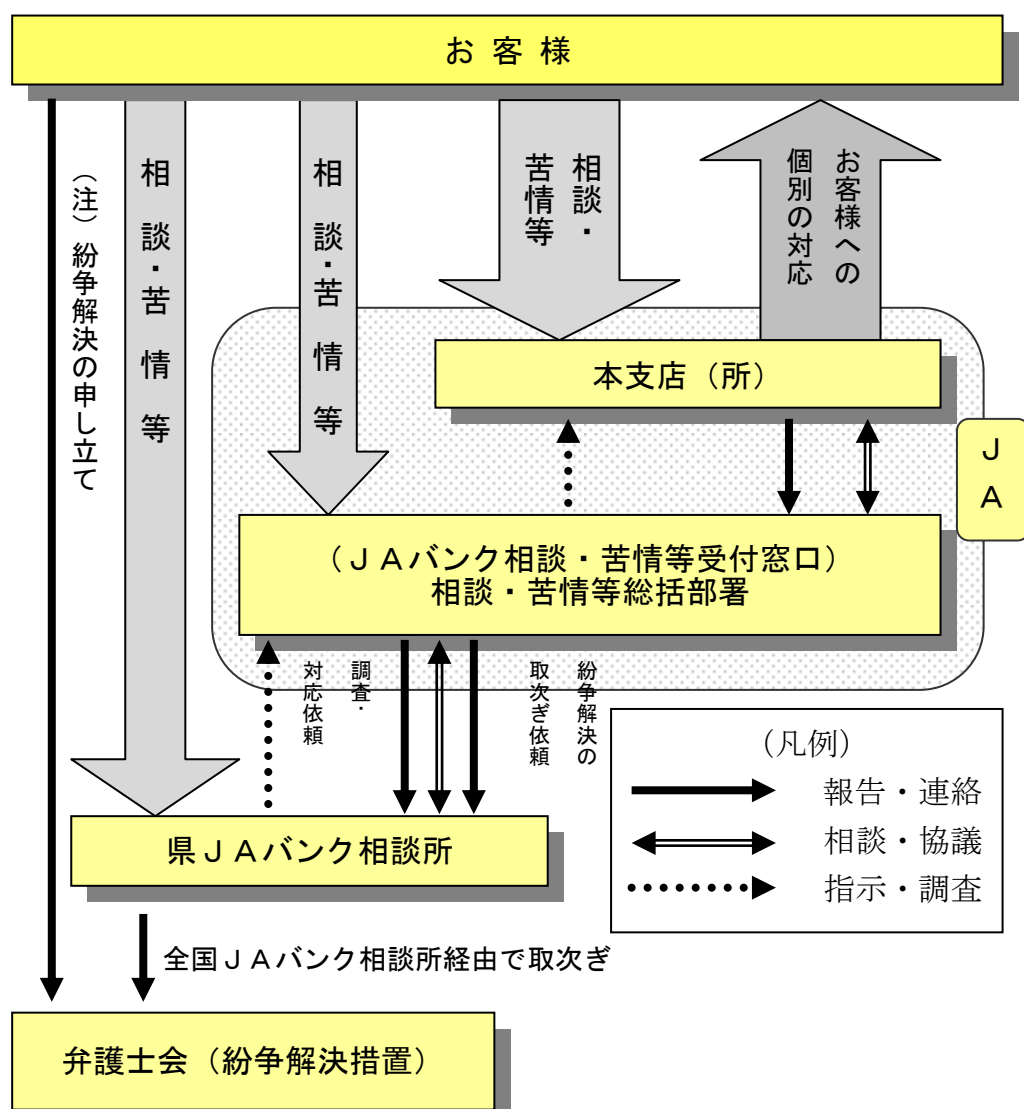 お客様
(注)紛争解決の申し立て
相談・苦情等
相談・苦情等
相談・
苦情等
お客様への
個別の対応
本支店(所)
JA
(JAバンク相談・苦情等受付窓口)
相談・苦情等総括部署
調査・
対応依頼
紛争解決の
取次ぎ依頼
(凡例)
報告・連絡
相談・協議
指示・調査
県JAバンク相談所
全国JAバンク相談所経由で取次ぎ
弁護士会(紛争解決措置)